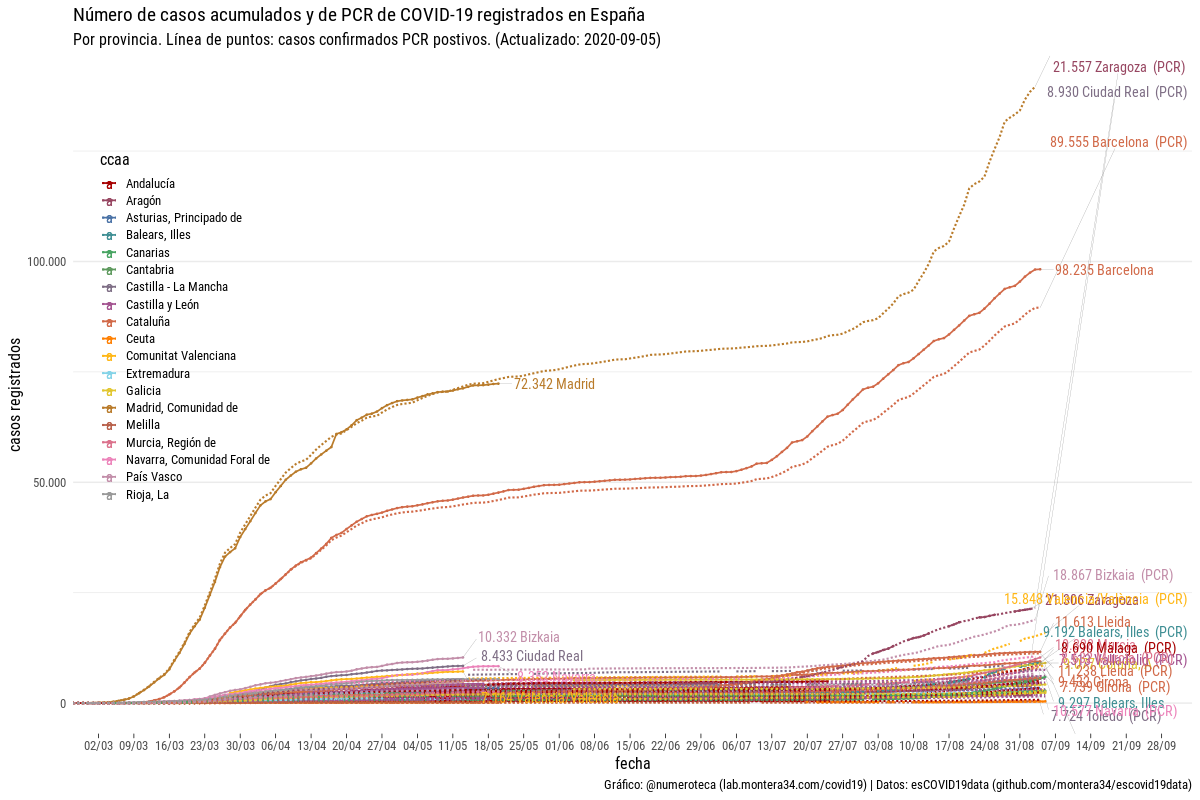 Número de casos acumulados y de PCR de COVID-19 registrados en España
Por provincia. Línea de puntos: casos confirmados PCR postivos. (Actualizado: 2020-09-05)
21.557 Zaragoza (PCR)
8.930 Ciudad Real (PCR)
89.555 Barcelona (PCR)
ccaa
Andalucía
Aragón
Asturias, Principado de
Balears, Illes
Canarias
Cantabria
Castilla - La Mancha
Castilla y León
Cataluña
Ceuta
Comunitat Valenciana
Extremadura
Galicia
Madrid, Comunidad de
Melilla
Murcia, Región de
Navarra, Comunidad Foral de
País Vasco
Rioja, La
100.000
50.000
0
casos registrados
98.235 Barcelona
72.342 Madrid
10.332 Bizkaia
8.433 Ciudad Real
18.867 Bizkaia (PCR)
15.848 (PCR)
21.306 Zaragoza
11.613 Lleida
9.192 Balears, Illes (PCR)
8.690 Málaga (PCR)
Lleida (PCR)
7.739 Girona (PCR)
9.297 Balears, Illes
Navarra (PCR)
7.724 Toledo (PCR)
02/03 09/03 16/03 23/03 30/03 06/04 13/04 20/04 27/04 4/05 11/05 18/05 25/05 01/06 08/06 15/06 22/06 29/06 06/07 13/07 20/07 27/07 03/08 10/08 17/08 24/08 31/08 07/09 14/09 21/09 28/09
fecha
Gráfico: @numeroteca (lab.montera34.com/covid19) | Datos: esCOVID19data (github.com/montera34/escovid19data)